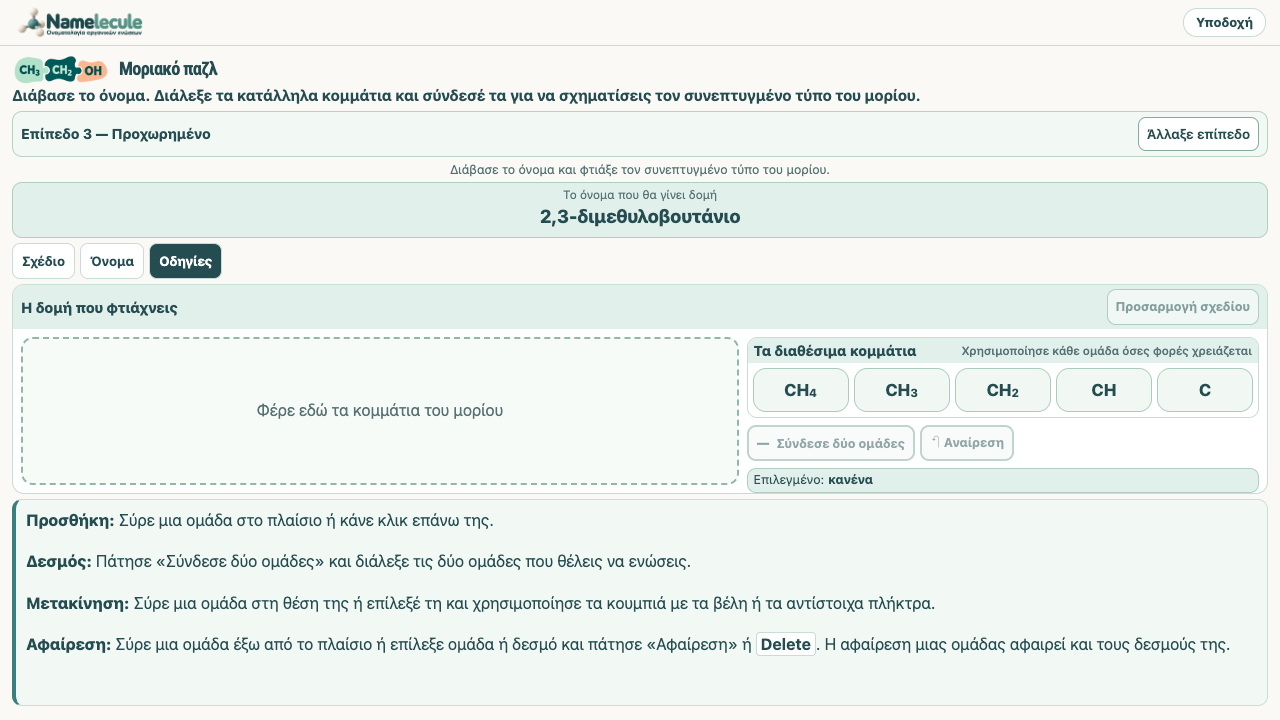 Namelecule
Ονοματολογία οργανικών ενώσεων
Υποδοχή
CH₃ CH₂ OH Μοριακό παζλ
Διάβασε το όνομα. Διάλεξε τα κατάλληλα κομμάτια και σύνδεσέ τα για να σχηματίσεις τον συνεπτυγμένο τύπο του μορίου.
Επίπεδο 3 — Προχωρημένο
Άλλαξε επίπεδο
Διάβασε το όνομα και φτιάξε τον συνεπτυγμένο τύπο του μορίου.
Το όνομα που θα γίνει δομή
2,3-διμεθυλοβουτάνιο
Σχέδιο Όνομα Οδηγίες
Η δομή που φτιάχνεις
Προσαρμογή σχεδίου
Φέρε εδώ τα κομμάτια του μορίου
Τα διαθέσιμα κομμάτια
Χρησιμοποίησε κάθε ομάδα όσες φορές χρειάζεται
CH₄ CH₃ CH₂ CH C
— Σύνδεσε δύο ομάδες
Αναίρεση
Επιλεγμένο: κανένα
Προσθήκη: Σύρε μια ομάδα στο πλαίσιο ή κάνε κλικ επάνω της.
Δεσμός: Πάτησε «Σύνδεσε δύο ομάδες» και διάλεξε τις δύο ομάδες που θέλεις να ενώσεις.
Μετακίνηση: Σύρε μια ομάδα στη θέση της ή επίλεξέ τη και χρησιμοποίησε τα κουμπιά με τα βέλη ή τα αντίστοιχα πλήκτρα.
Αφαίρεση: Σύρε μια ομάδα έξω από το πλαίσιο ή επίλεξε ομάδα ή δεσμό και πάτησε «Αφαίρεση» ή Delete. Η αφαίρεση μιας ομάδας αφαιρεί και τους δεσμούς της.